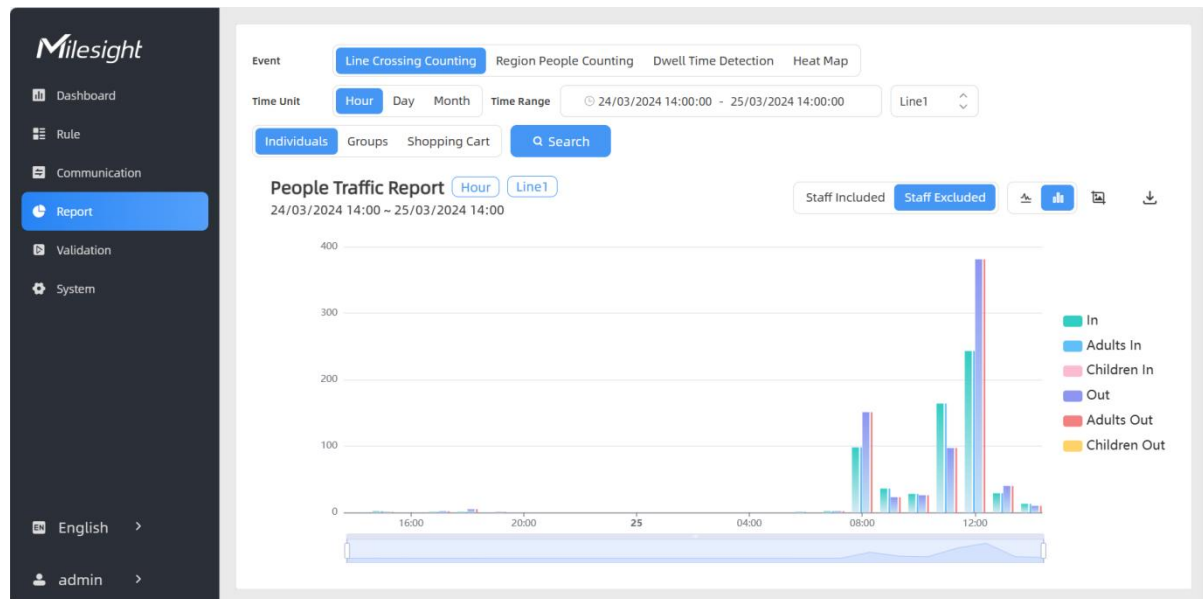 Milesight
Dashboard
Rule
Communication
Report
Validation
System
EN English >
admin >
Event Line Crossing Counting Region People Counting Dwell Time Detection Heat Map
Time Unit Hour Day Month Time Range 24/03/2024 14:00:00 - 25/03/2024 14:00:00 Line1
Individuals Groups Shopping Cart Search
People Traffic Report Hour Line1
24/03/2024 14:00 ~ 25/03/2024 14:00
Staff Included Staff Excluded
400
300
200
100
0
16:00 20:00 25 04:00 08:00 12:00
In
Adults In
Children In
Out
Adults Out
Children Out